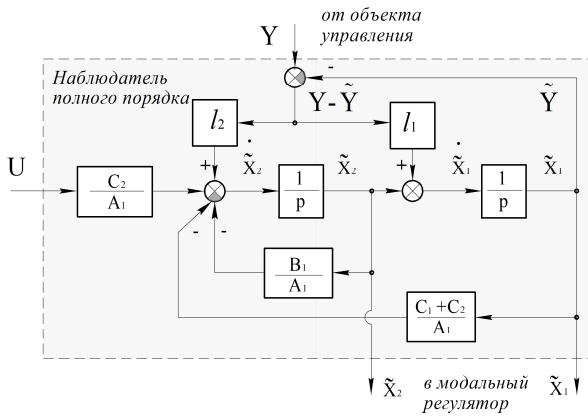 от объекта
управления
Y
-
Наблюдатель
полного порядка
Y-Ỹ
Ỹ
l₂
l₁
U
C₂
A₁
+
Ẋ̃₂
1
p
X̃₂
+
Ẋ̃₁
1
p
X̃₁
-
-
B₁
A₁
C₁ +C₂
A₁
X̃₂
в модальный
регулятор
X̃₁